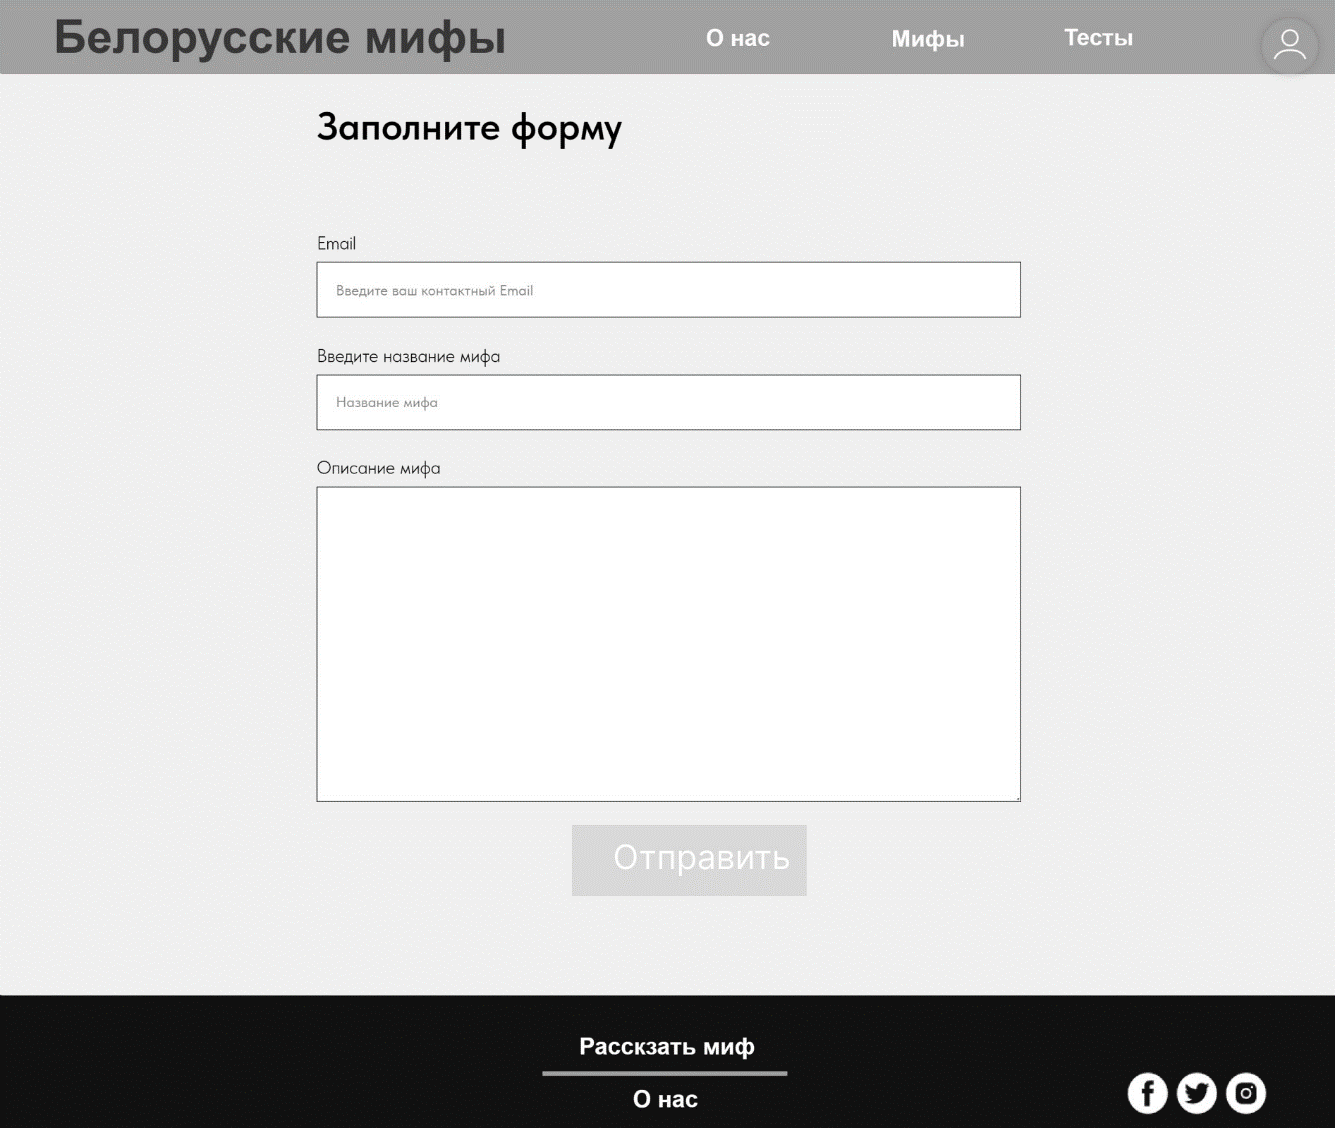 Белорусские мифы
О нас
Мифы
Тесты
Заполните форму
Email
Введите ваш контактный Email
Введите название мифа
Название мифа
Описание мифа
Отправить
Расскзать миф
О нас